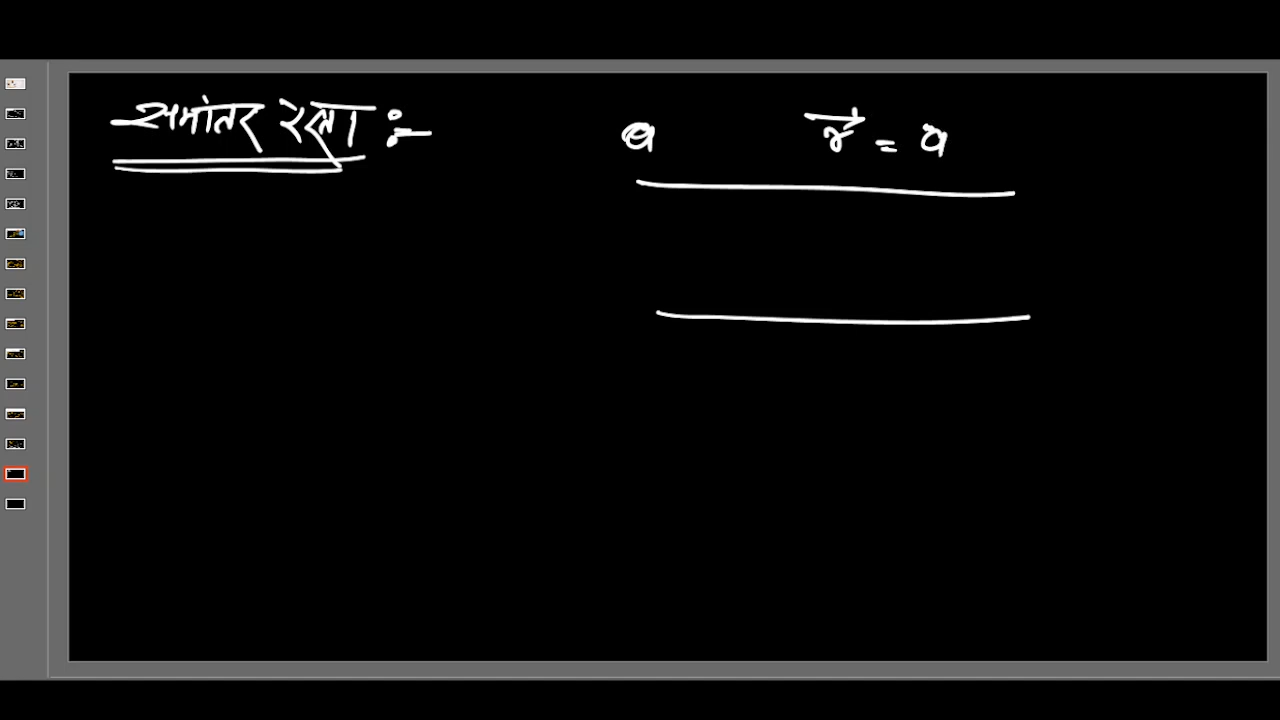 समांतर रेखा :-
a
r⃗ = a